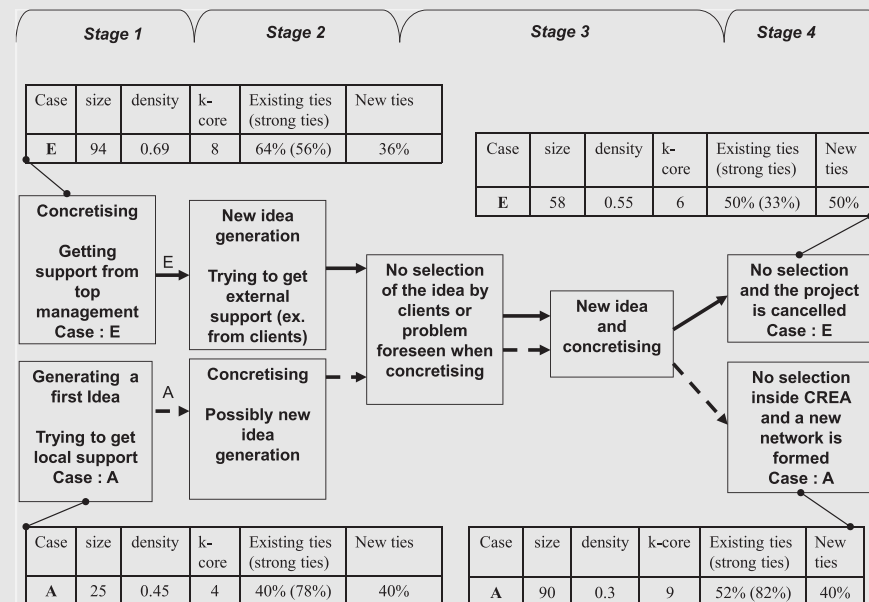 Stage 1
Stage 2
Stage 3
Stage 4
Case size density k- Existing ties New ties
core (strong ties)
E 94 0.69 8 64% (56%) 36%
Case size density k- Existing ties New
core (strong ties) ties
E 58 0.55 6 50% (33%) 50%
Concretising
Getting
support from
top
management
Case : E
E
New idea
generation
Trying to get
external
support (ex.
from clients)
No selection
of the idea by
clients or
problem
foreseen when
concretising
New idea
and
concretising
No selection
and the project
is cancelled
Case : E
Generating a
first Idea
Trying to get
local support
Case : A
A
Concretising
Possibly new
idea
generation
No selection
inside CREA
and a new
network is
formed
Case : A
Case size density k- Existing ties New ties
core (strong ties)
A 25 0.45 4 40% (78%) 40%
Case size density k-core Existing ties New
(strong ties) ties
A 90 0.3 9 52% (82%) 40%